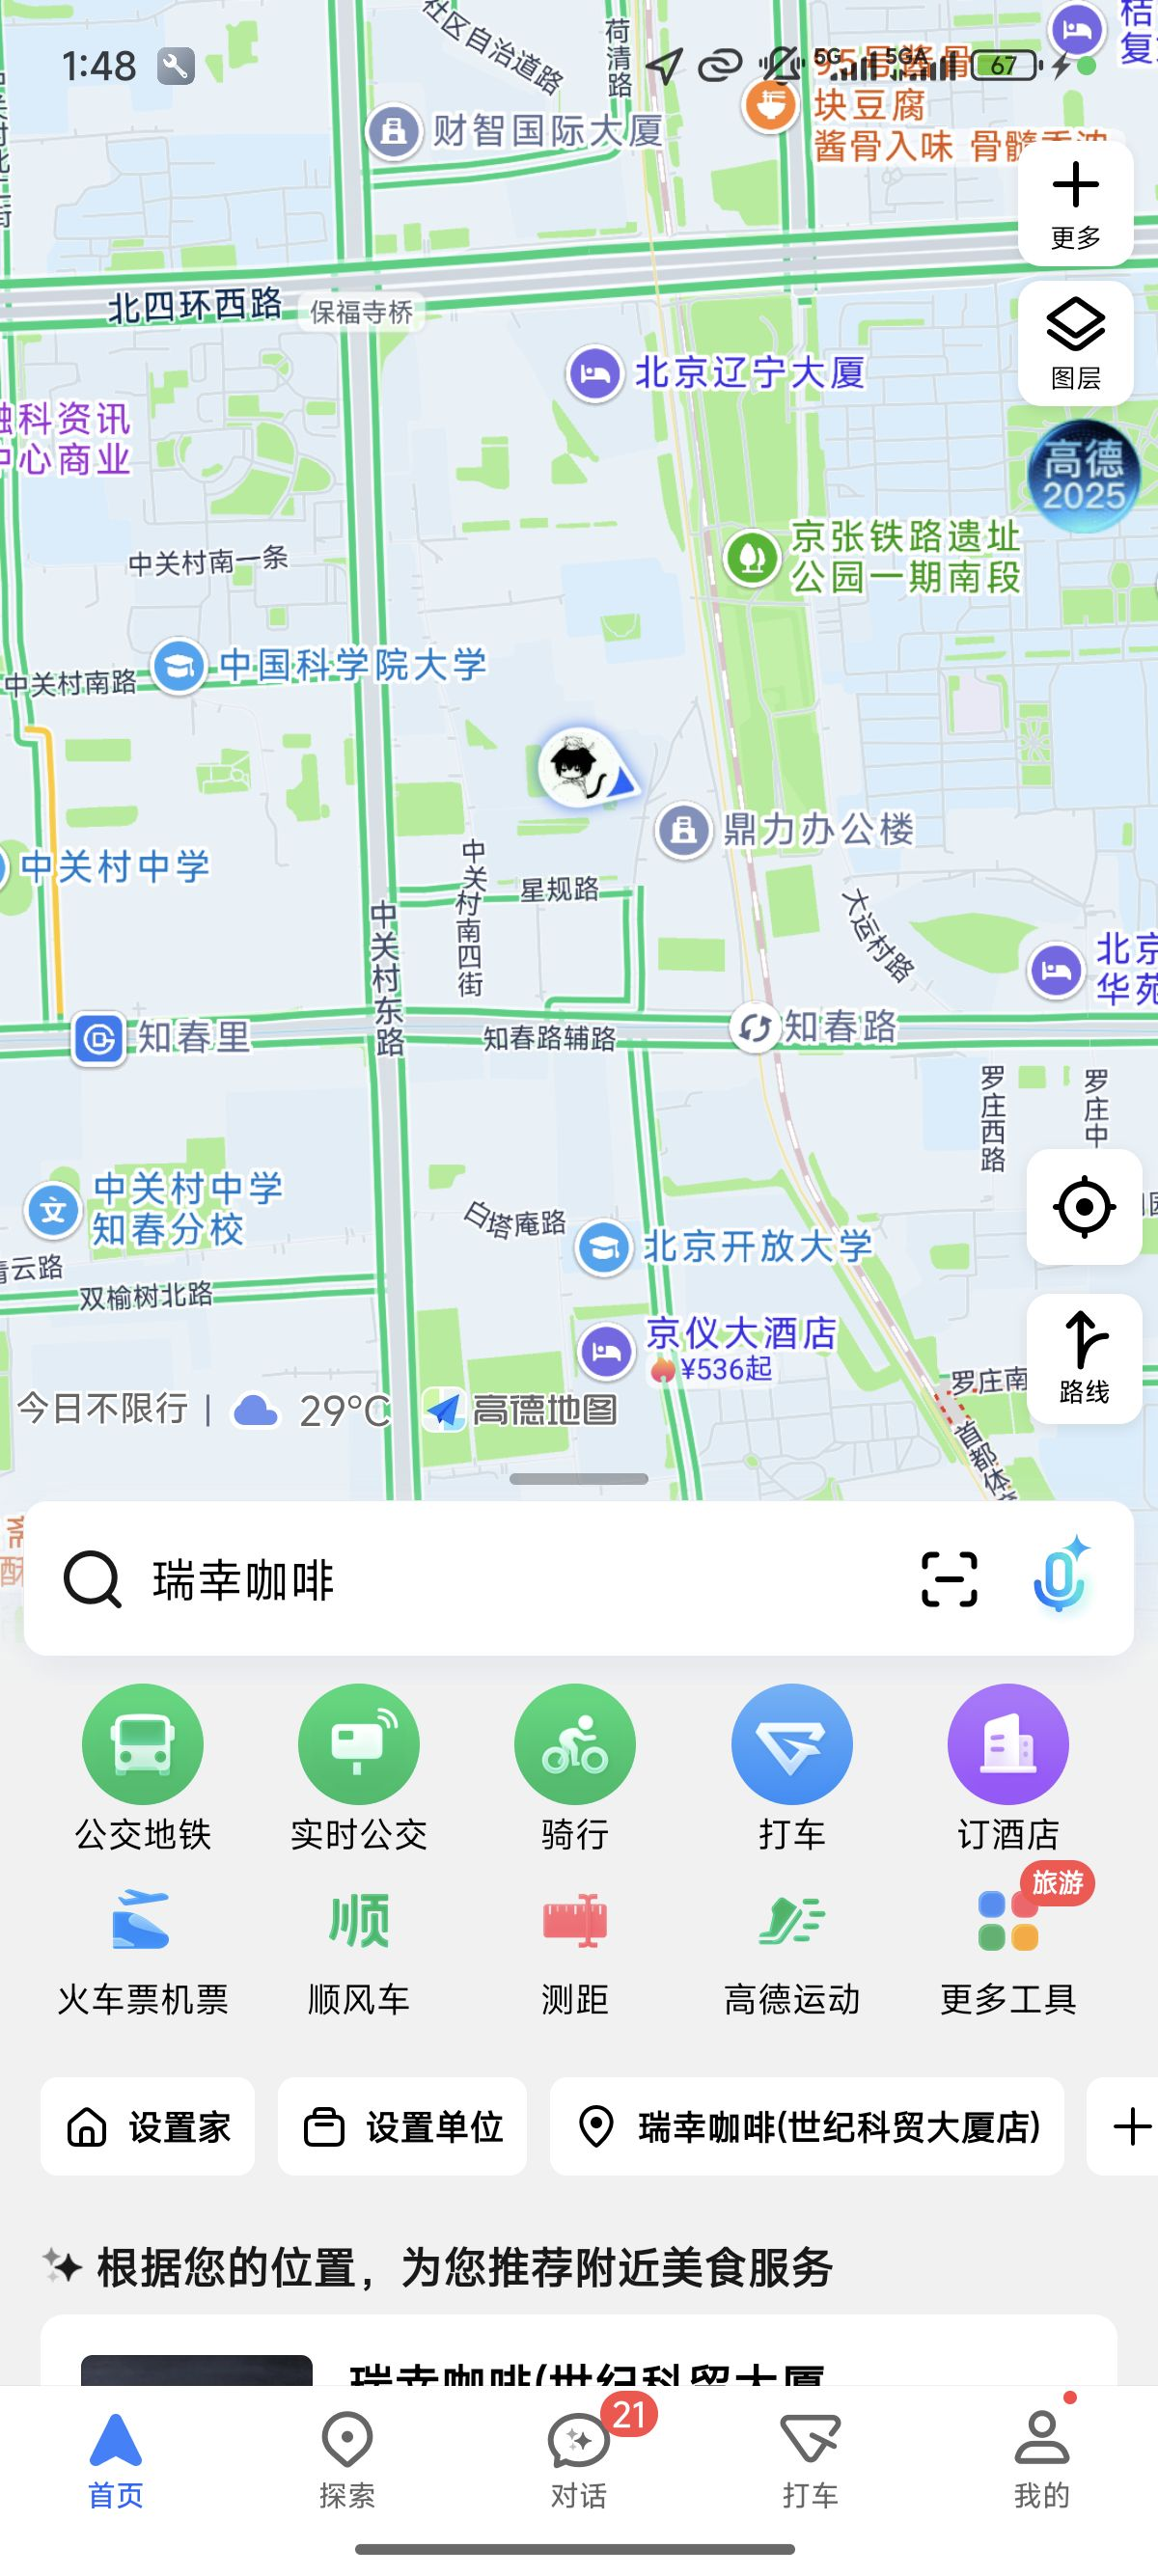 社区自治道路
荷清路
1:48
5G
5GA
67
财智国际大厦
块豆腐
酱骨入味 骨髓香浓
更多
北四环西路
保福寺桥
图层
北京辽宁大厦
融科资讯
中心商业
高德
2025
京张铁路遗址
公园一期南段
中关村南一条
中国科学院大学
中关村南路
鼎力办公楼
中关村中学
中关村南四街
星规路
大运村路
中关村东路
北京
华苑
知春里
知春路辅路
知春路
罗庄西路
罗庄中
中关村中学
知春分校
白塔庵路
北京开放大学
青云路
双榆树北路
京仪大酒店
¥536起
罗庄南
路线
首都体
今日不限行 | 29°C 高德地图
瑞幸咖啡
公交地铁 实时公交 骑行 打车 订酒店
旅游
顺
火车票机票 顺风车 测距 高德运动 更多工具
设置家 设置单位 瑞幸咖啡(世纪科贸大厦店)
根据您的位置，为您推荐附近美食服务
瑞幸咖啡(世纪科贸大厦
21
首页 探索 对话 打车 我的